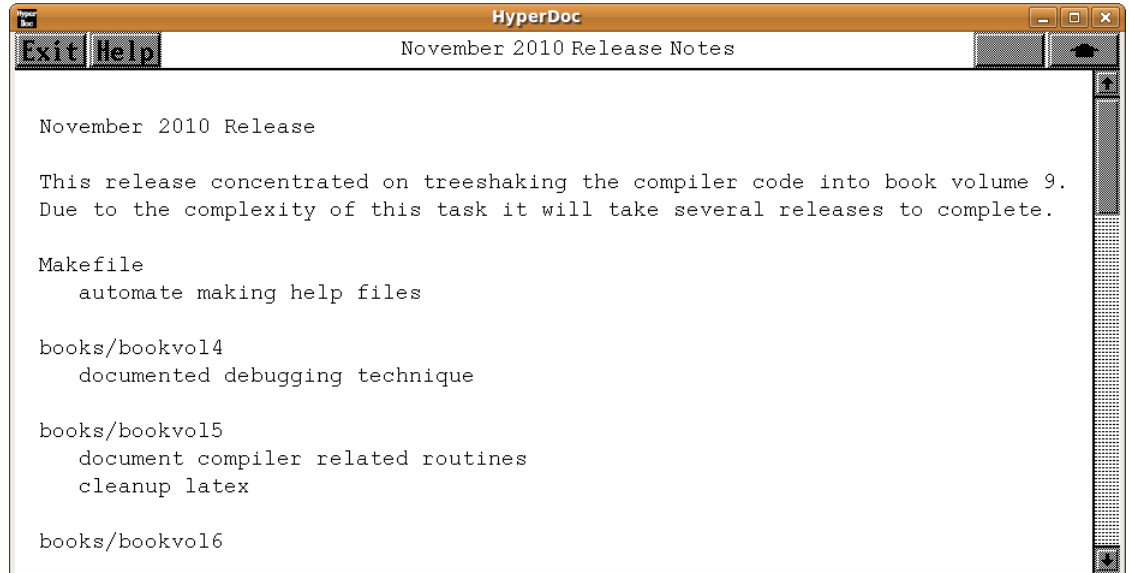 Hyper Doc
HyperDoc
Exit Help
November 2010 Release Notes
November 2010 Release
This release concentrated on treeshaking the compiler code into book volume 9.
Due to the complexity of this task it will take several releases to complete.
Makefile
automate making help files
books/bookvol4
documented debugging technique
books/bookvol5
document compiler related routines
cleanup latex
books/bookvol6